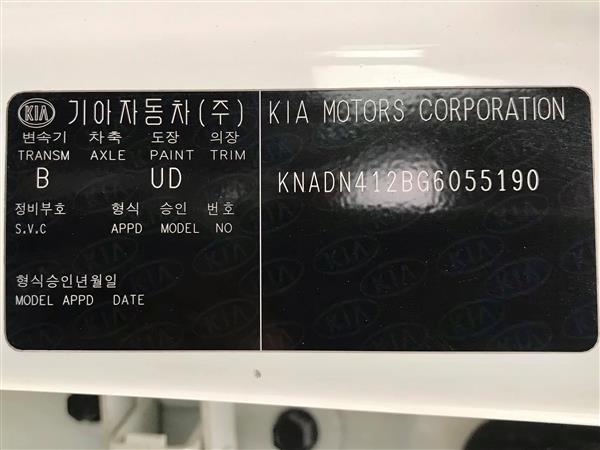 KIA 기아자동차(주)
변속기 차축 도장 의장
TRANSM AXLE PAINT TRIM
B UD
정비부호 형식 승인 번호
S.V.C APPD MODEL NO
형식승인년월일
MODEL APPD DATE
KIA MOTORS CORPORATION
KNADN412BG6055190